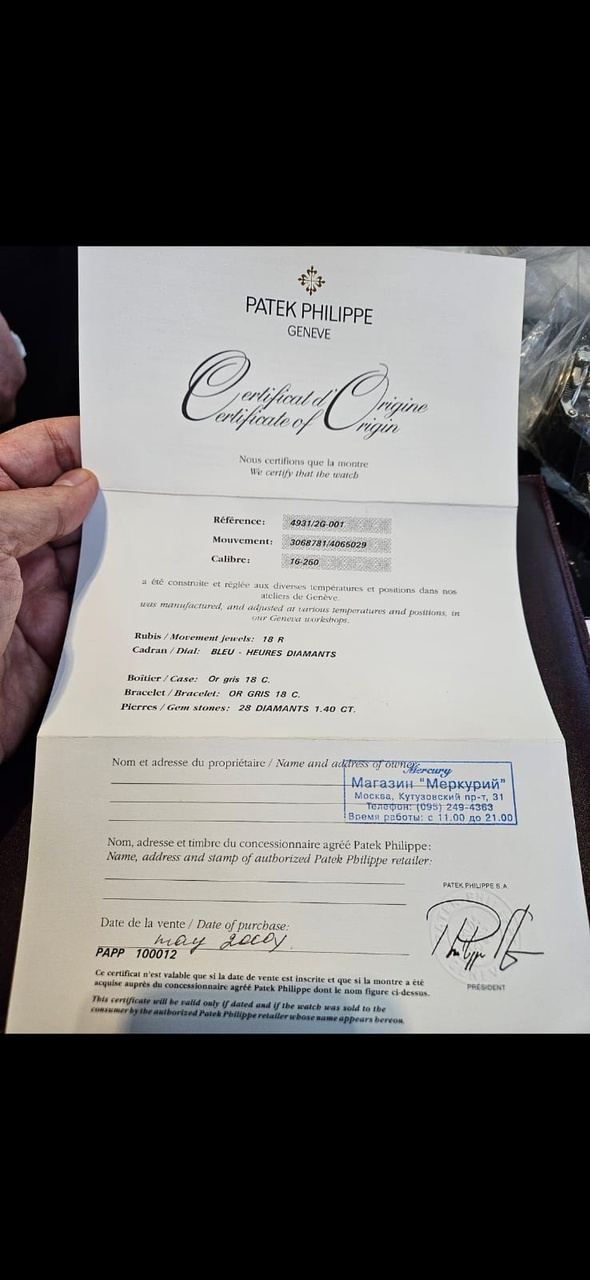 PATEK PHILIPPE
GENEVE
Certificat d'Origine
Certificate of Origin
Nous certifions que la montre
We certify that the watch
Référence: 4931/2G-001
Mouvement: 3068781/4065029
Calibre: 16-250
a été construite et réglée aux diverses températures et positions dans nos
ateliers de Genève.
was manufactured, and adjusted at various temperatures and positions, in
our Geneva workshops.
Rubis / Movement jewels: 18 R
Cadran / Dial: BLEU - HEURES DIAMANTS
Boîtier / Case: Or gris 18 C.
Bracelet / Bracelet: OR GRIS 18 C.
Pierres / Gem stones: 28 DIAMANTS 1.40 CT.
Nom et adresse du propriétaire / Name and address of owner:
Mercury
Магазин "Меркурий"
Москва, Кутузовский пр-т, 31
Телефон: (095) 249-4363
Время работы: с 11.00 до 21.00
Nom, adresse et timbre du concessionnaire agréé Patek Philippe:
Name, address and stamp of authorized Patek Philippe retailer:
PATEK PHILIPPE S.A.
Date de la vente / Date of purchase:
may
PAPP 100012
PRÉSIDENT
Ce certificat n'est valable que si la date de vente est inscrite et que si la montre a été
acquise auprès du concessionnaire agréé Patek Philippe dont le nom figure ci-dessus.
This certificate will be valid only if dated and if the watch was sold to the
consumer by the authorized Patek Philippe retailer whose name appears hereon.